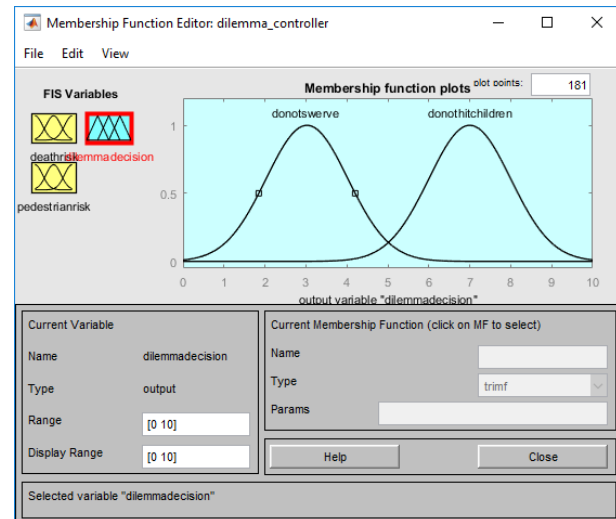 Membership Function Editor: dilemma_controller
File Edit View
FIS Variables
deathrisk
dilemmadecision
pedestrianrisk
Membership function plots
plot points:
181
donotswerve
donothitchildren
1
0.5
0
0 1 2 3 4 5 6 7 8 9 10
output variable "dilemmadecision"
Current Variable
Name dilemmadecision
Type output
Range [0 10]
Display Range [0 10]
Current Membership Function (click on MF to select)
Name
Type trimf
Params
Help Close
Selected variable "dilemmadecision"